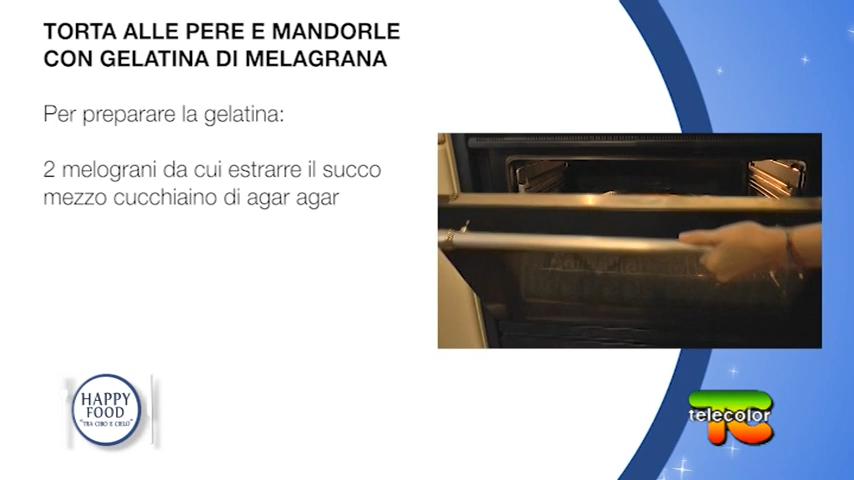 TORTA ALLE PERE E MANDORLE
CON GELATINA DI MELAGRANA
Per preparare la gelatina:
2 melograni da cui estrarre il succo
mezzo cucchiaino di agar agar
HAPPY
FOOD
"TRA CIBO E CIELO"
telecolor
TC